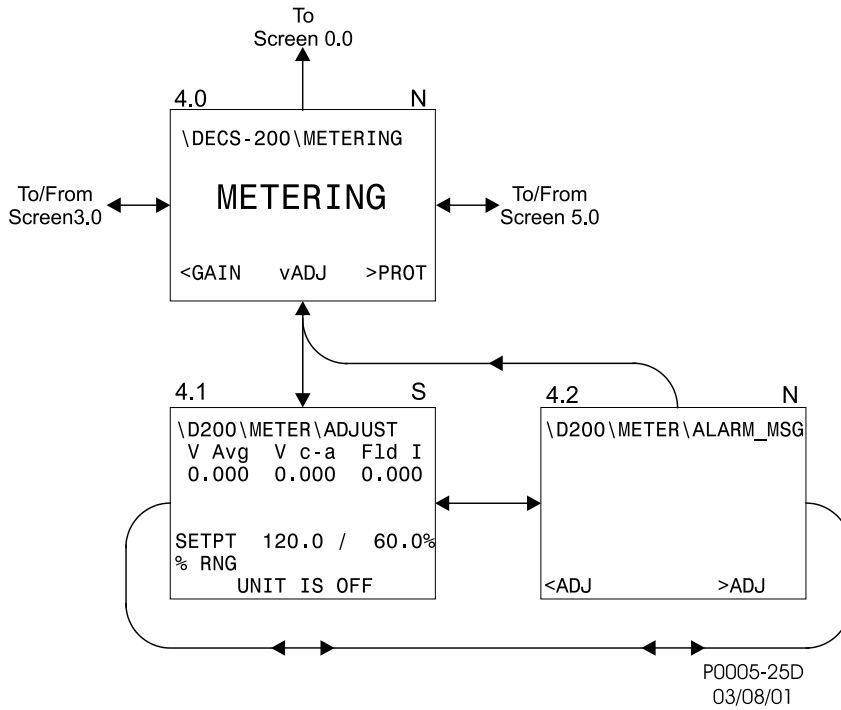 To
Screen 0.0
4.0 N
\DECS-200\METERING
METERING
<GAIN vADJ >PROT
To/From
Screen3.0
To/From
Screen 5.0
4.1 S
\D200\METER\ADJUST
V Avg V c-a Fld I
0.000 0.000 0.000
SETPT 120.0 / 60.0%
% RNG
UNIT IS OFF
4.2 N
\D200\METER\ALARM_MSG
<ADJ >ADJ
P0005-25D
03/08/01